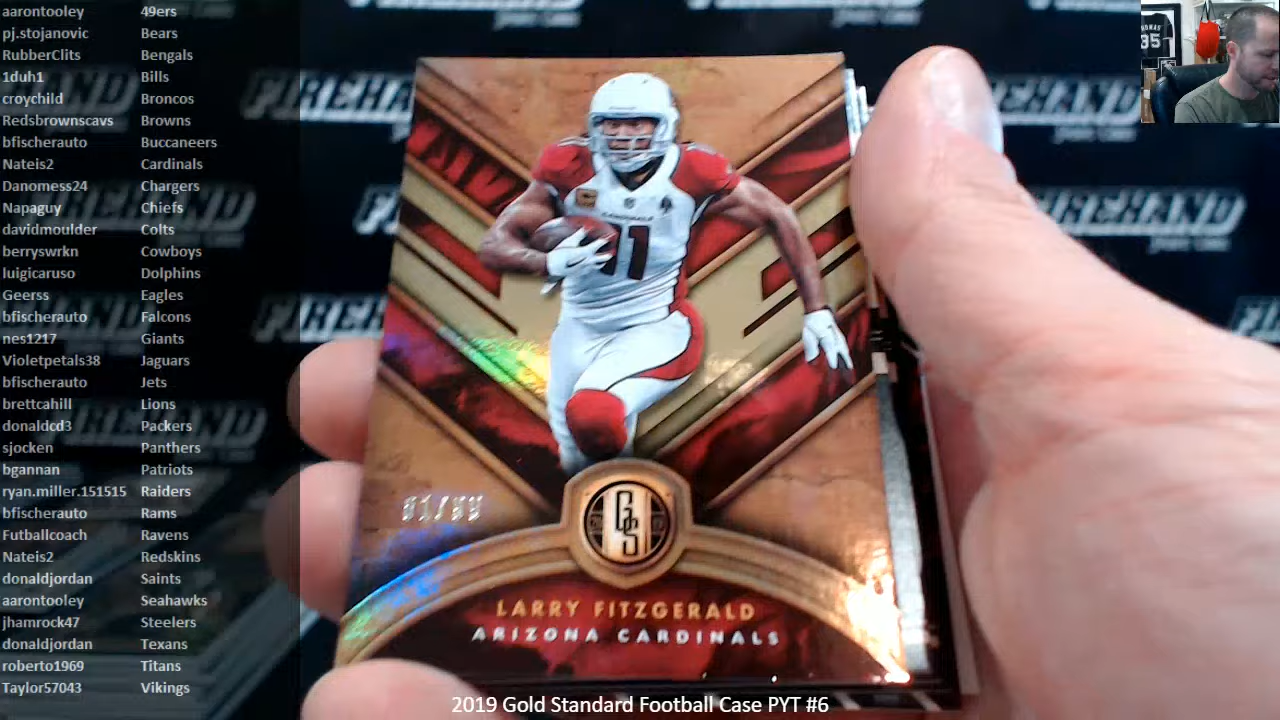 aarontooley 49ers
pj.stojanovic Bears
RubberClits Bengals
1duh1 Bills
croychild Broncos
Redsbrownscavs Browns
bfischerauto Buccaneers
Nateis2 Cardinals
Danomess24 Chargers
Napaguy Chiefs
davidmoulder Colts
berryswrkn Cowboys
luigicaruso Dolphins
Geerss Eagles
bfischerauto Falcons
nes1217 Giants
Violetpetals38 Jaguars
bfischerauto Jets
brettcahill Lions
donaldcd3 Packers
sjocken Panthers
bgannan Patriots
ryan.miller.151515 Raiders
bfischerauto Rams
Futballcoach Ravens
Nateis2 Redskins
donaldjordan Saints
aarontooley Seahawks
jhamrock47 Steelers
donaldjordan Texans
roberto1969 Titans
Taylor57043 Vikings
FIREHAND
FIREHAND
11
GS
LARRY FITZGERALD
ARIZONA CARDINALS
2019 Gold Standard Football Case PYT #6